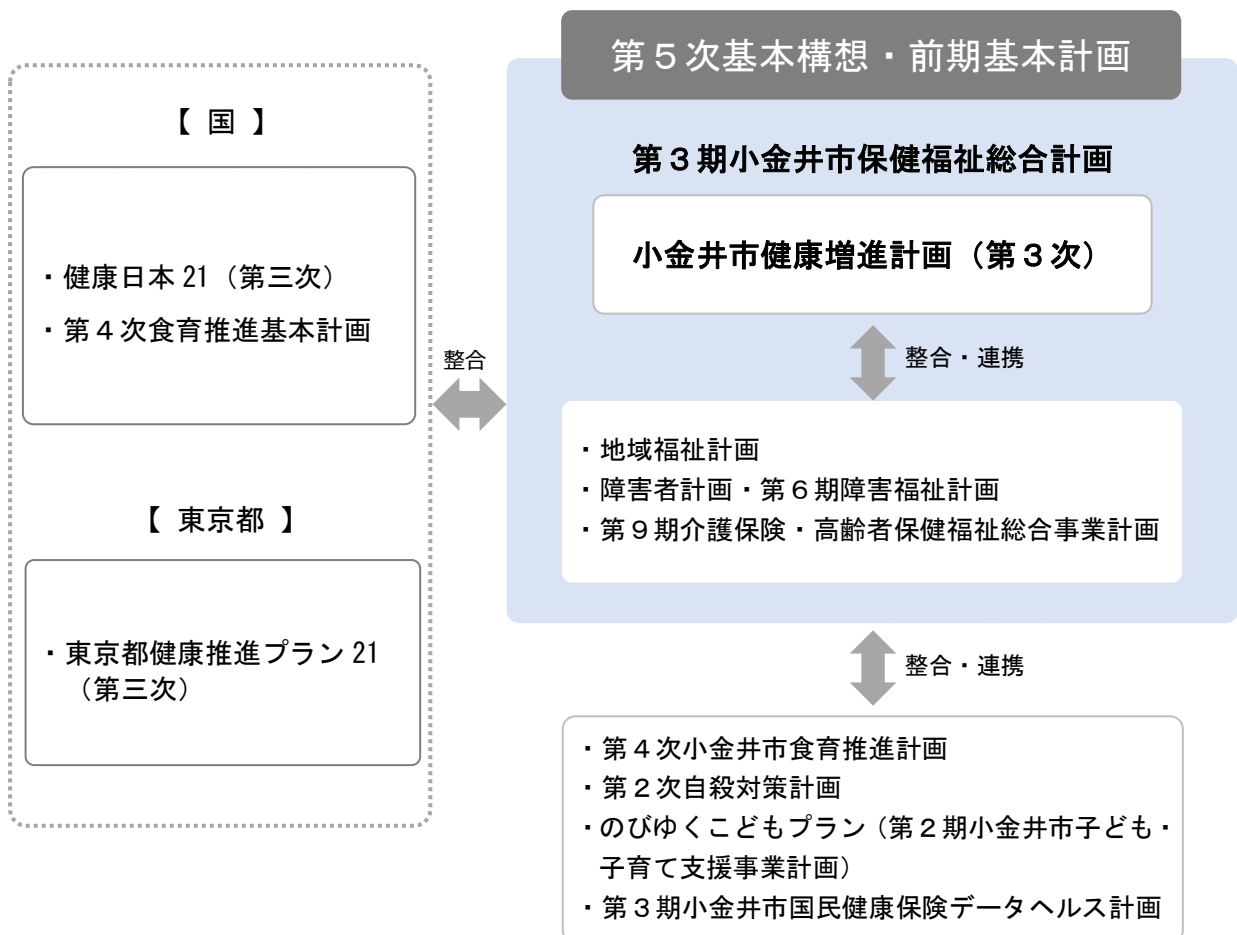 【 国 】
・健康日本 21（第三次）
・第４次食育推進基本計画
【 東京都 】
・東京都健康推進プラン 21
（第三次）
整合
第５次基本構想・前期基本計画
第３期小金井市保健福祉総合計画
小金井市健康増進計画（第３次）
整合・連携
・地域福祉計画
・障害者計画・第６期障害福祉計画
・第９期介護保険・高齢者保健福祉総合事業計画
整合・連携
・第４次小金井市食育推進計画
・第２次自殺対策計画
・のびゆくこどもプラン（第２期小金井市子ども・
子育て支援事業計画）
・第３期小金井市国民健康保険データヘルス計画